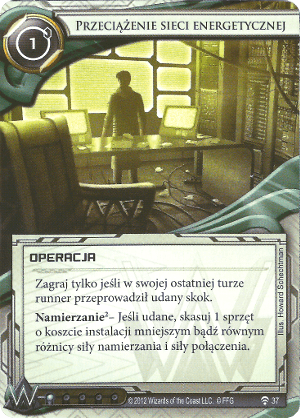 1
PRZECIĄŻENIE SIECI ENERGETYCZNEJ
OPERACJA
Zagraj tylko jeśli w swojej ostatniej turze
runner przeprowadził udany skok.
Namierzanie²– Jeśli udane, skasuj 1 sprzęt
o koszcie instalacji mniejszym bądź równym
różnicy siły namierzania i siły połączenia.
Illus. Howard Schechtman
© 2012 Wizards of the Coast LLC. © FFG
37